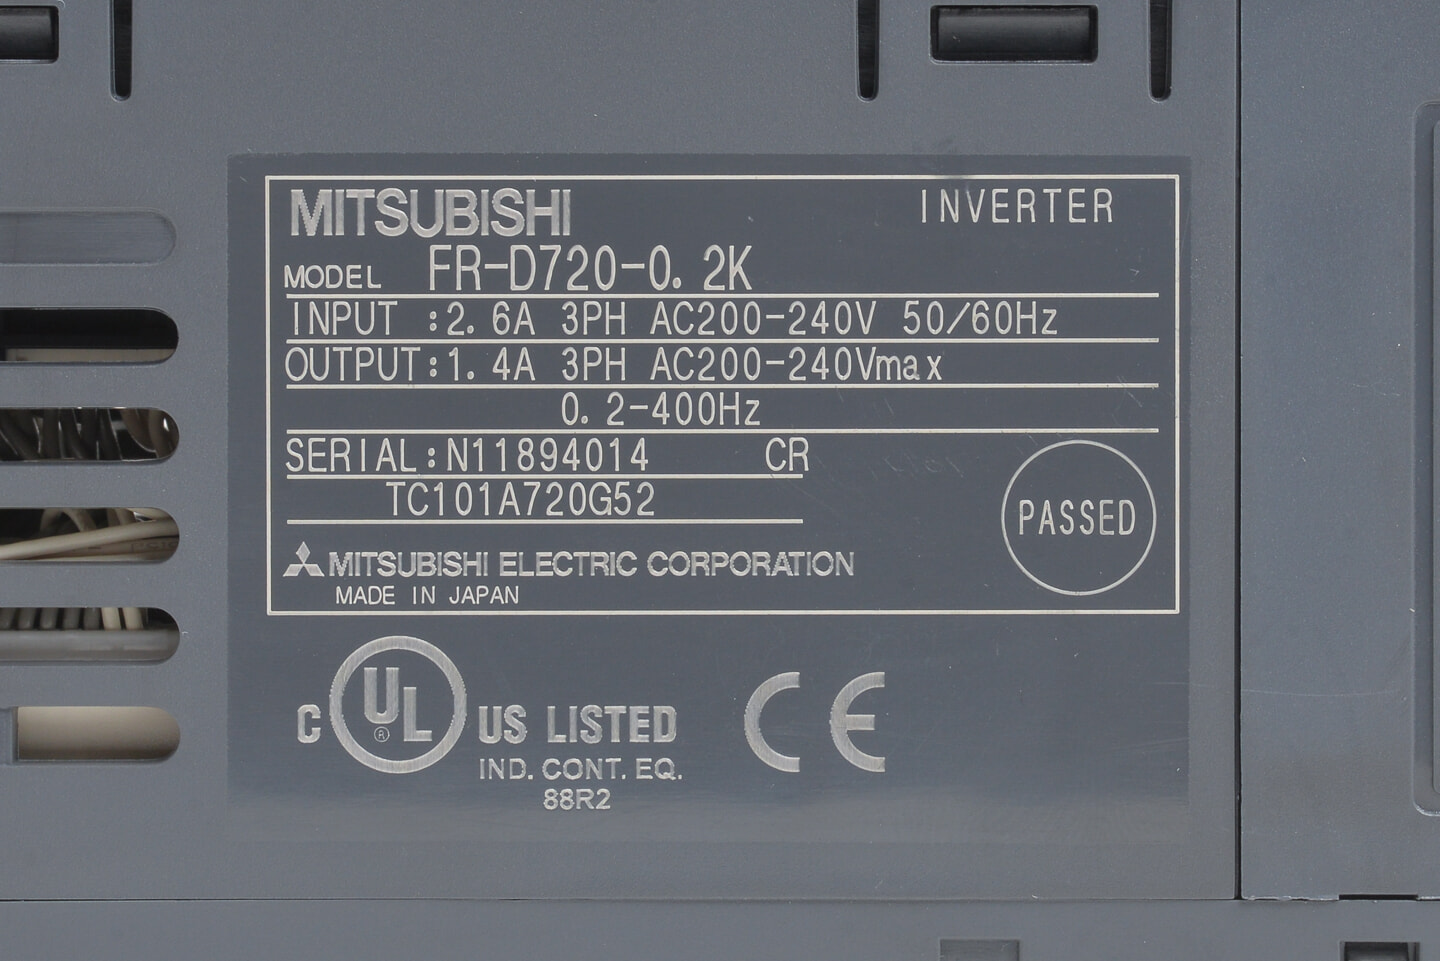 MITSUBISHI INVERTER
MODEL FR-D720-0.2K
INPUT :2.6A 3PH AC200-240V 50/60Hz
OUTPUT:1.4A 3PH AC200-240Vmax
0.2-400Hz
SERIAL:N11894014 CR
TC101A720G52
PASSED
MITSUBISHI ELECTRIC CORPORATION
MADE IN JAPAN
C UL® US LISTED
IND. CONT. EQ.
88R2
CE